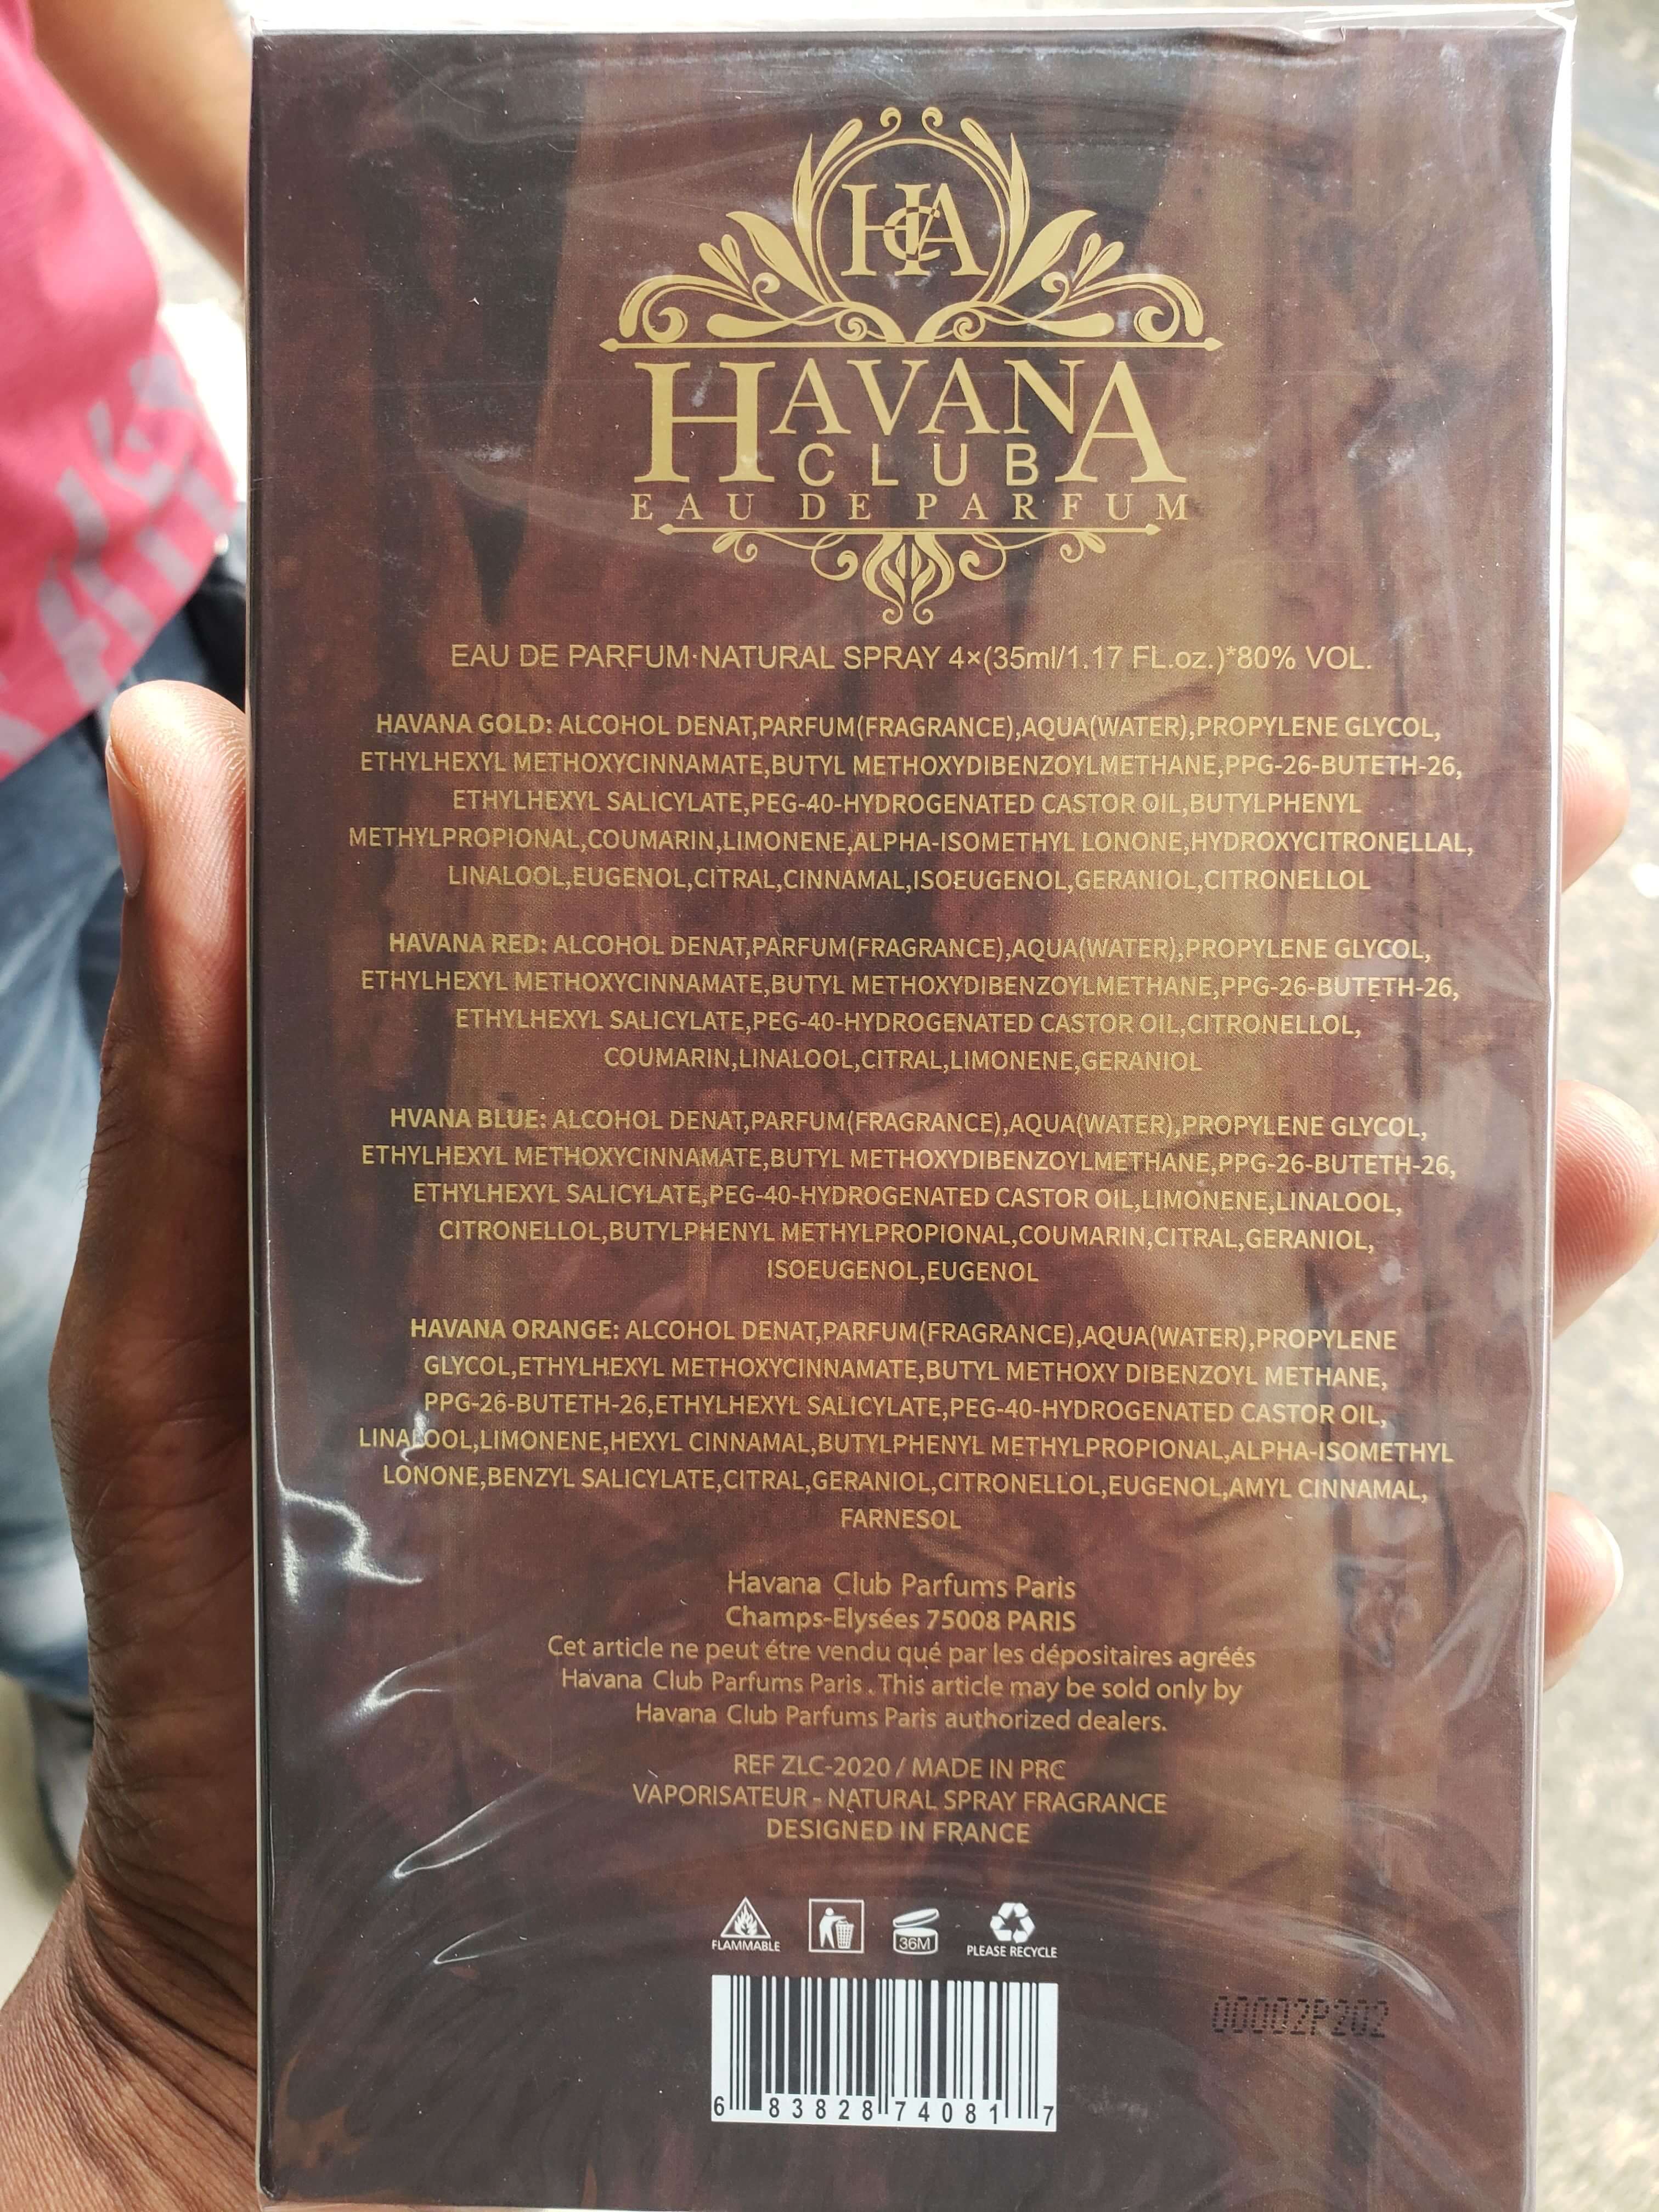 HCA
HAVANA
CLUB
EAU DE PARFUM
EAU DE PARFUM·NATURAL SPRAY 4×(35ml/1.17 FL.oz.)*80% VOL.
HAVANA GOLD: ALCOHOL DENAT,PARFUM(FRAGRANCE),AQUA(WATER),PROPYLENE GLYCOL,
ETHYLHEXYL METHOXYCINNAMATE,BUTYL METHOXYDIBENZOYLMETHANE,PPG-26-BUTETH-26,
ETHYLHEXYL SALICYLATE,PEG-40-HYDROGENATED CASTOR OIL,BUTYLPHENYL
METHYLPROPIONAL,COUMARIN,LIMONENE,ALPHA-ISOMETHYL LONONE,HYDROXYCITRONELLAL,
LINALOOL,EUGENOL,CITRAL,CINNAMAL,ISOEUGENOL,GERANIOL,CITRONELLOL
HAVANA RED: ALCOHOL DENAT,PARFUM(FRAGRANCE),AQUA(WATER),PROPYLENE GLYCOL,
ETHYLHEXYL METHOXYCINNAMATE,BUTYL METHOXYDIBENZOYLMETHANE,PPG-26-BUTETH-26,
ETHYLHEXYL SALICYLATE,PEG-40-HYDROGENATED CASTOR OIL,CITRONELLOL,
COUMARIN,LINALOOL,CITRAL,LIMONENE,GERANIOL
HVANA BLUE: ALCOHOL DENAT,PARFUM(FRAGRANCE),AQUA(WATER),PROPYLENE GLYCOL,
ETHYLHEXYL METHOXYCINNAMATE,BUTYL METHOXYDIBENZOYLMETHANE,PPG-26-BUTETH-26,
ETHYLHEXYL SALICYLATE,PEG-40-HYDROGENATED CASTOR OIL,LIMONENE,LINALOOL,
CITRONELLOL,BUTYLPHENYL METHYLPROPIONAL,COUMARIN,CITRAL,GERANIOL,
ISOEUGENOL,EUGENOL
HAVANA ORANGE: ALCOHOL DENAT,PARFUM(FRAGRANCE),AQUA(WATER),PROPYLENE
GLYCOL,ETHYLHEXYL METHOXYCINNAMATE,BUTYL METHOXY DIBENZOYL METHANE,
PPG-26-BUTETH-26,ETHYLHEXYL SALICYLATE,PEG-40-HYDROGENATED CASTOR OIL,
LINALOOL,LIMONENE,HEXYL CINNAMAL,BUTYLPHENYL METHYLPROPIONAL,ALPHA-ISOMETHYL
LONONE,BENZYL SALICYLATE,CITRAL,GERANIOL,CITRONELLOL,EUGENOL,AMYL CINNAMAL,
FARNESOL
Havana Club Parfums Paris
Champs-Elysées 75008 PARIS
Cet article ne peut étre vendu qué par les dépositaires agréés
Havana Club Parfums Paris . This article may be sold only by
Havana Club Parfums Paris authorized dealers.
REF ZLC-2020 / MADE IN PRC
VAPORISATEUR - NATURAL SPRAY FRAGRANCE
DESIGNED IN FRANCE
FLAMMABLE
36M
PLEASE RECYCLE
00002P202
6 83828 74081 7